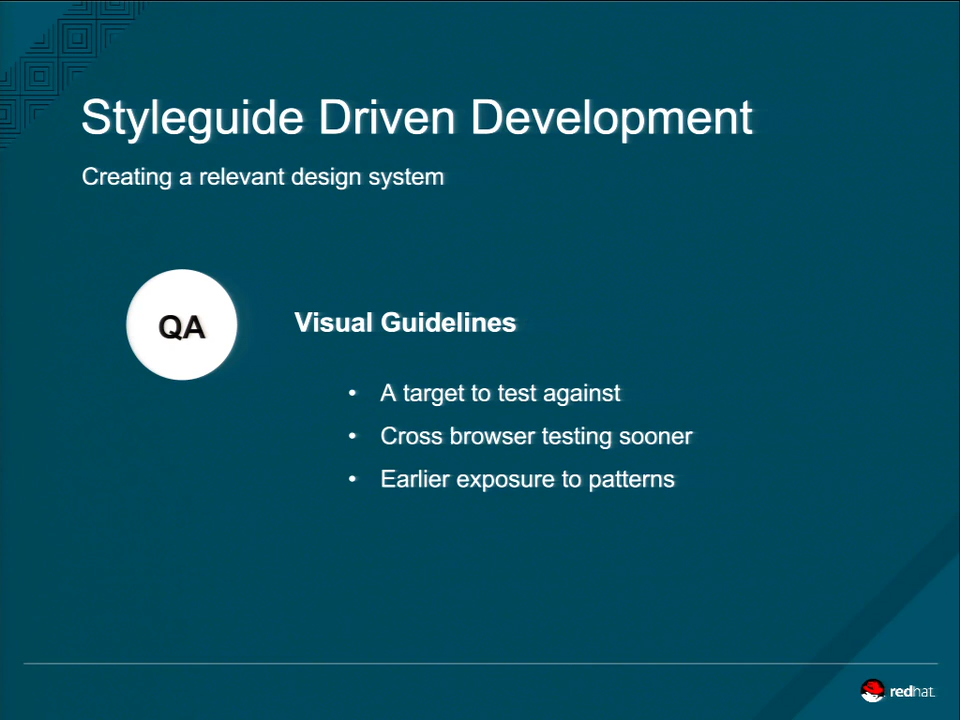 Styleguide Driven Development
Creating a relevant design system
QA
Visual Guidelines
• A target to test against
• Cross browser testing sooner
• Earlier exposure to patterns
redhat.